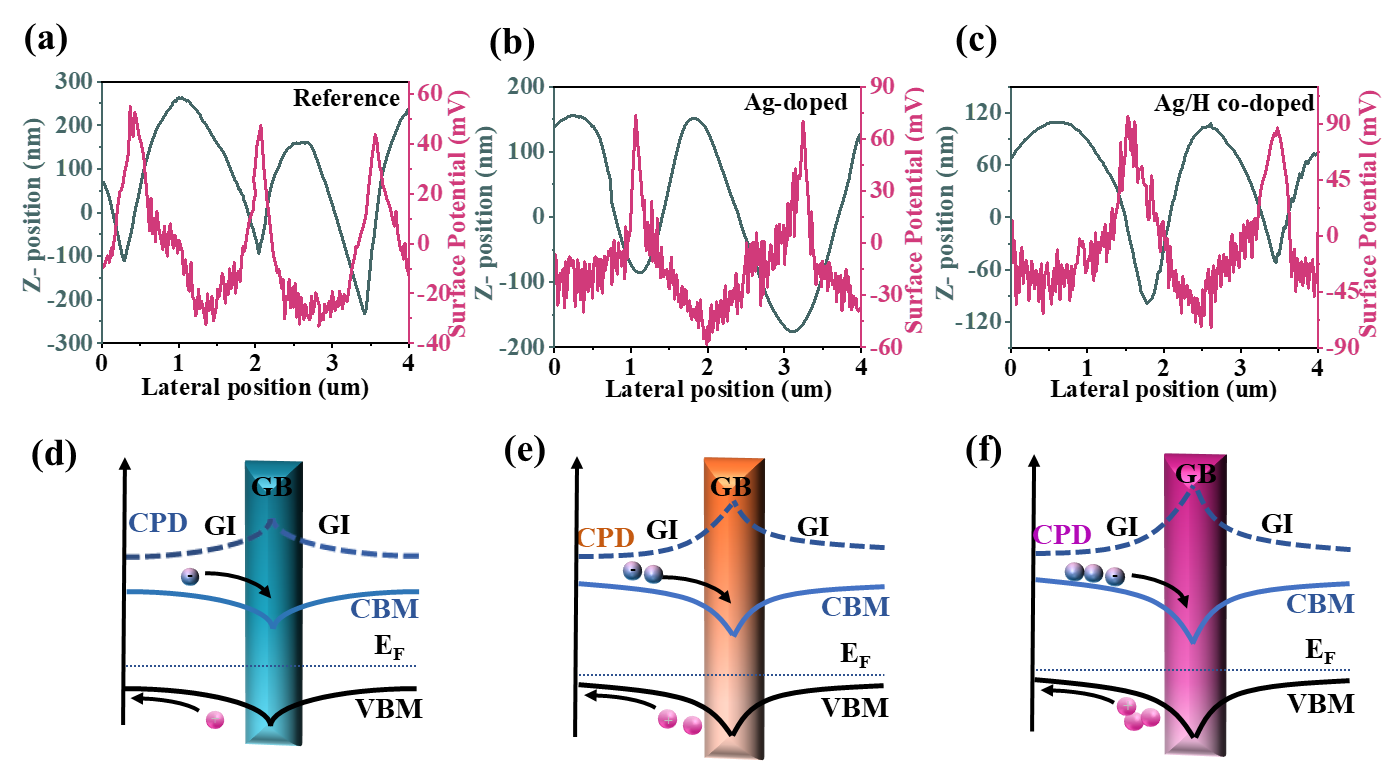 (a)
Reference
300
200
100
0
-100
-200
-300
Z- position (nm)
60
40
20
0
-20
-40
Surface Potential (mV)
0 1 2 3 4
Lateral position (um)
(b)
Ag-doped
200
150
100
50
0
-50
-100
-150
-200
Z- position (nm)
90
60
30
0
-30
-60
Surface Potential (mV)
0 1 2 3 4
Lateral position (um)
(c)
Ag/H co-doped
120
60
0
-60
-120
Z- position (nm)
90
45
0
-45
-90
Surface Potential (mV)
0 1 2 3 4
Lateral position (um)
(d)
GB
CPD GI GI
-
CBM
EF
VBM
+
(e)
GB
CPD GI GI
-
CBM
EF
VBM
+
(f)
GB
CPD GI GI
-
CBM
EF
VBM
+